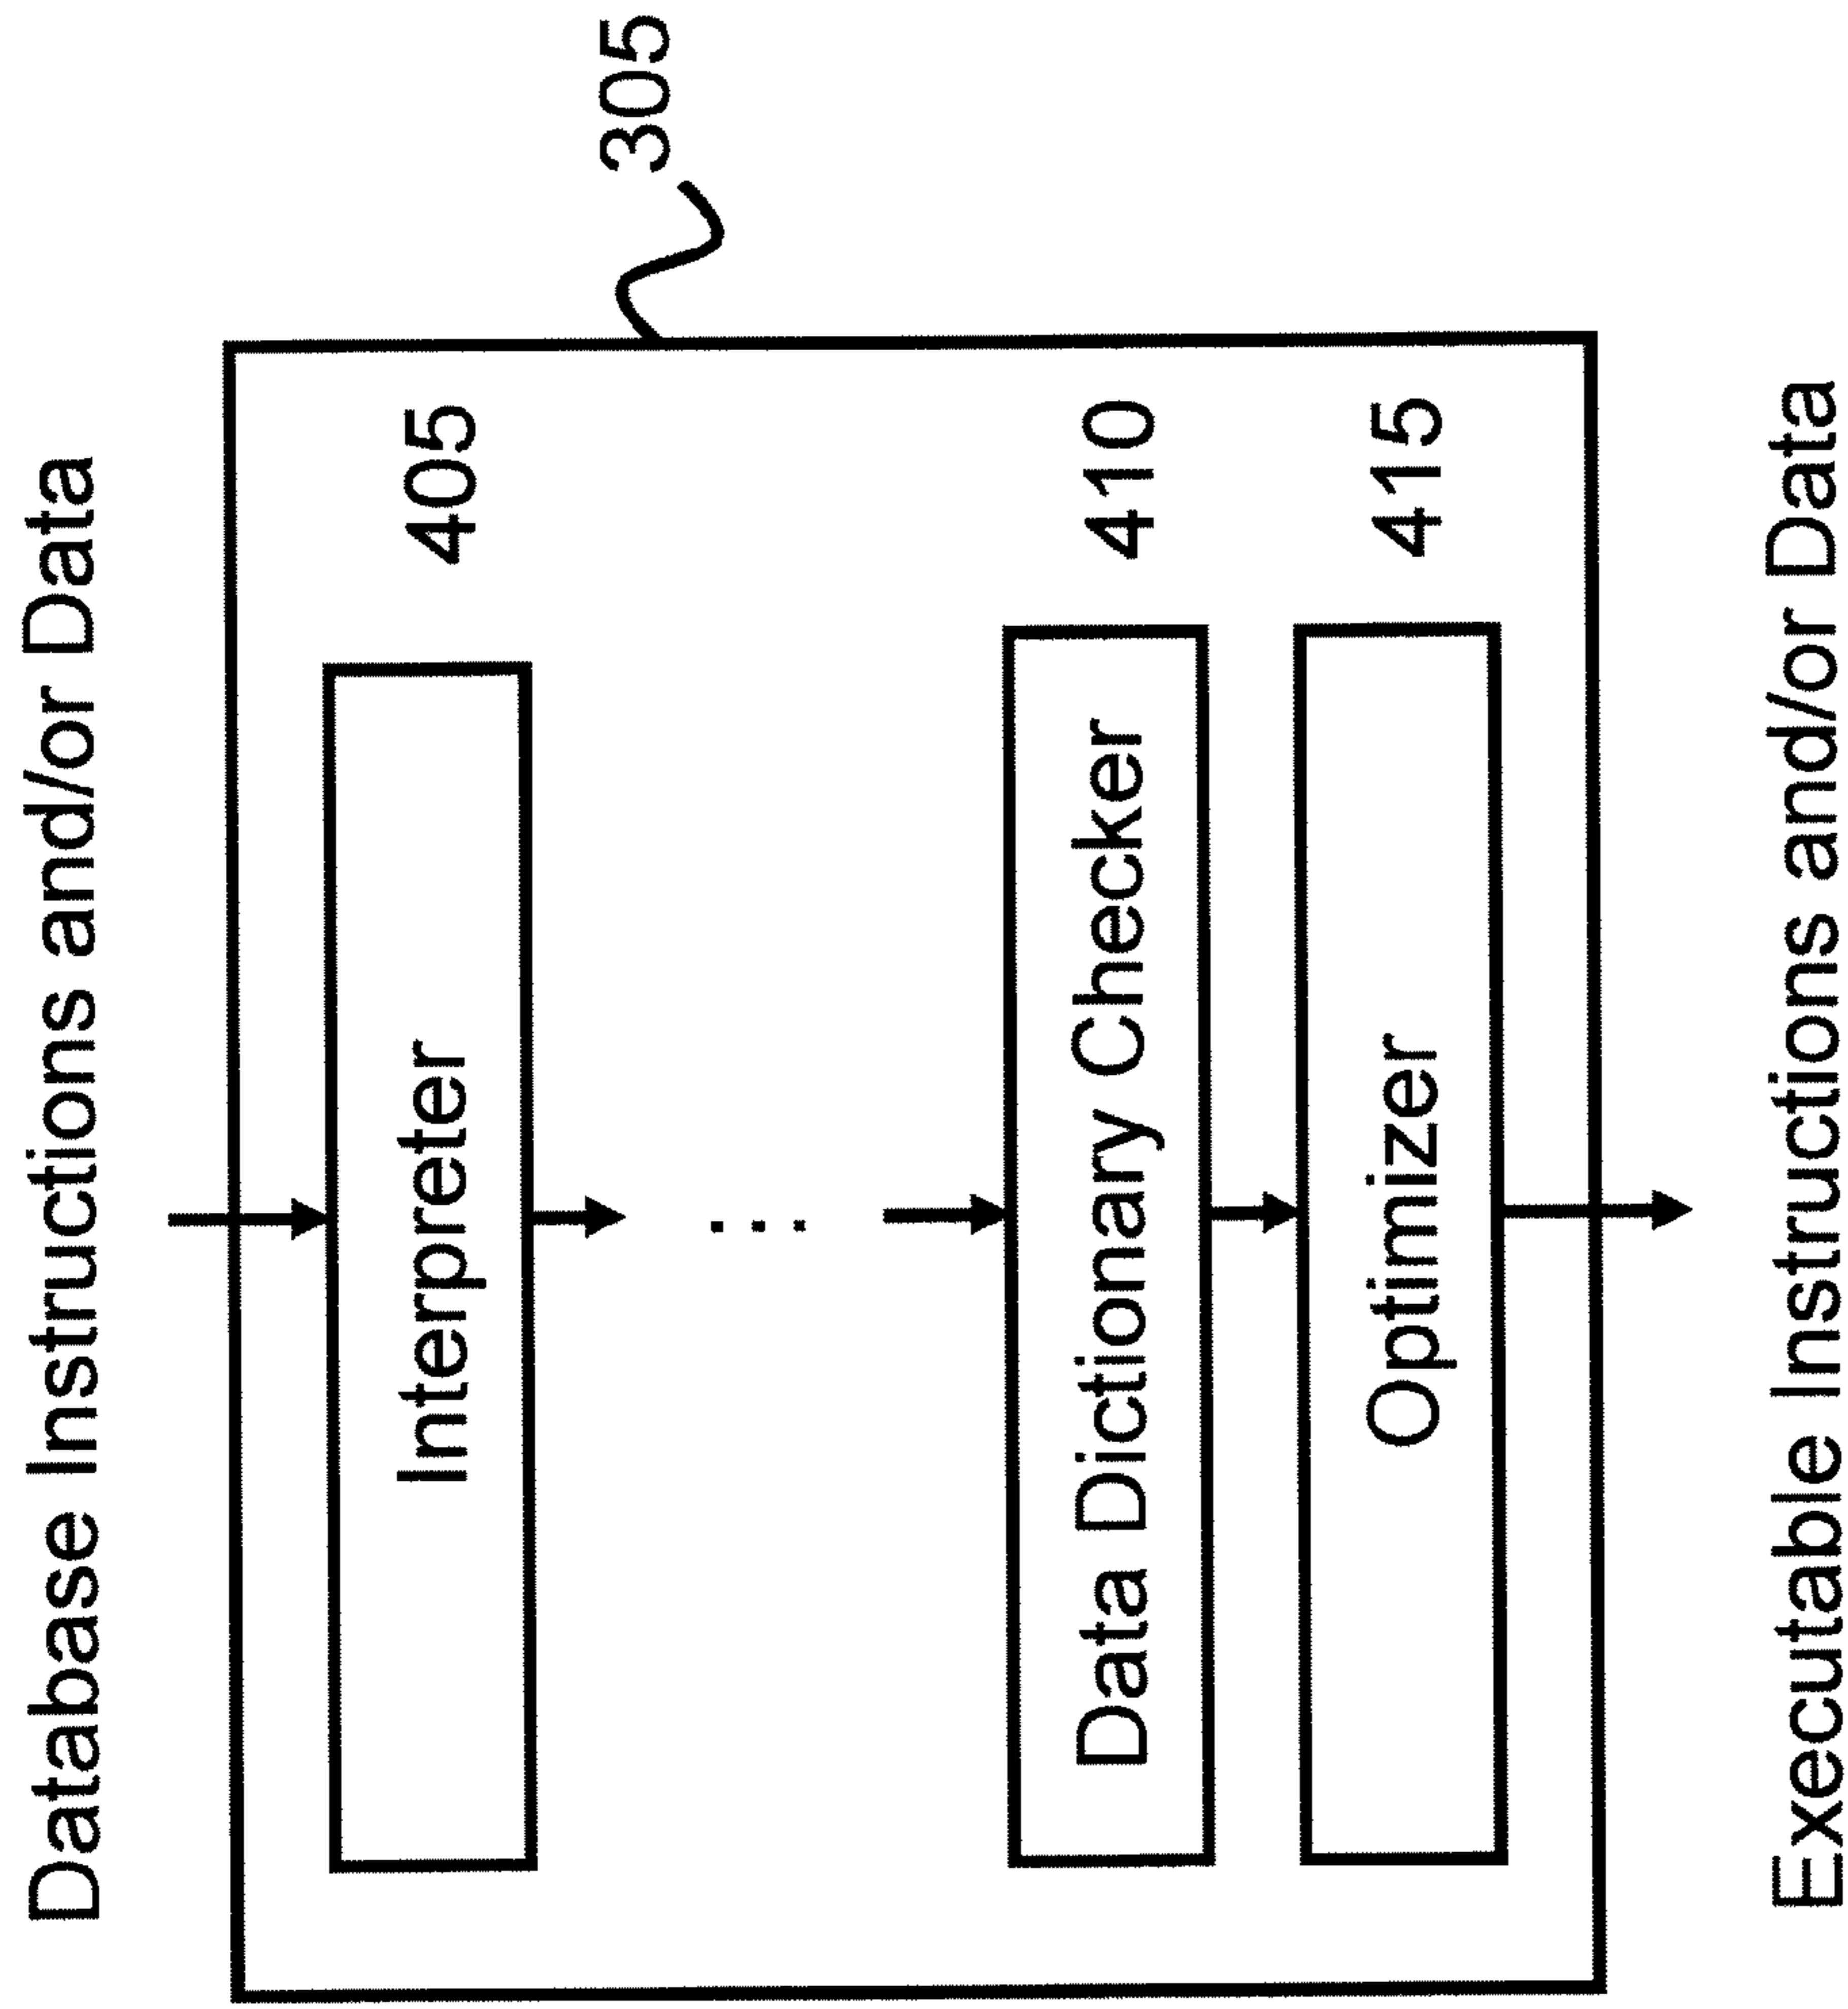 Database Instructions and/or Data
305
Interpreter 405
...
Data Dictionary Checker 410
Optimizer 415
Executable Instructions and/or Data